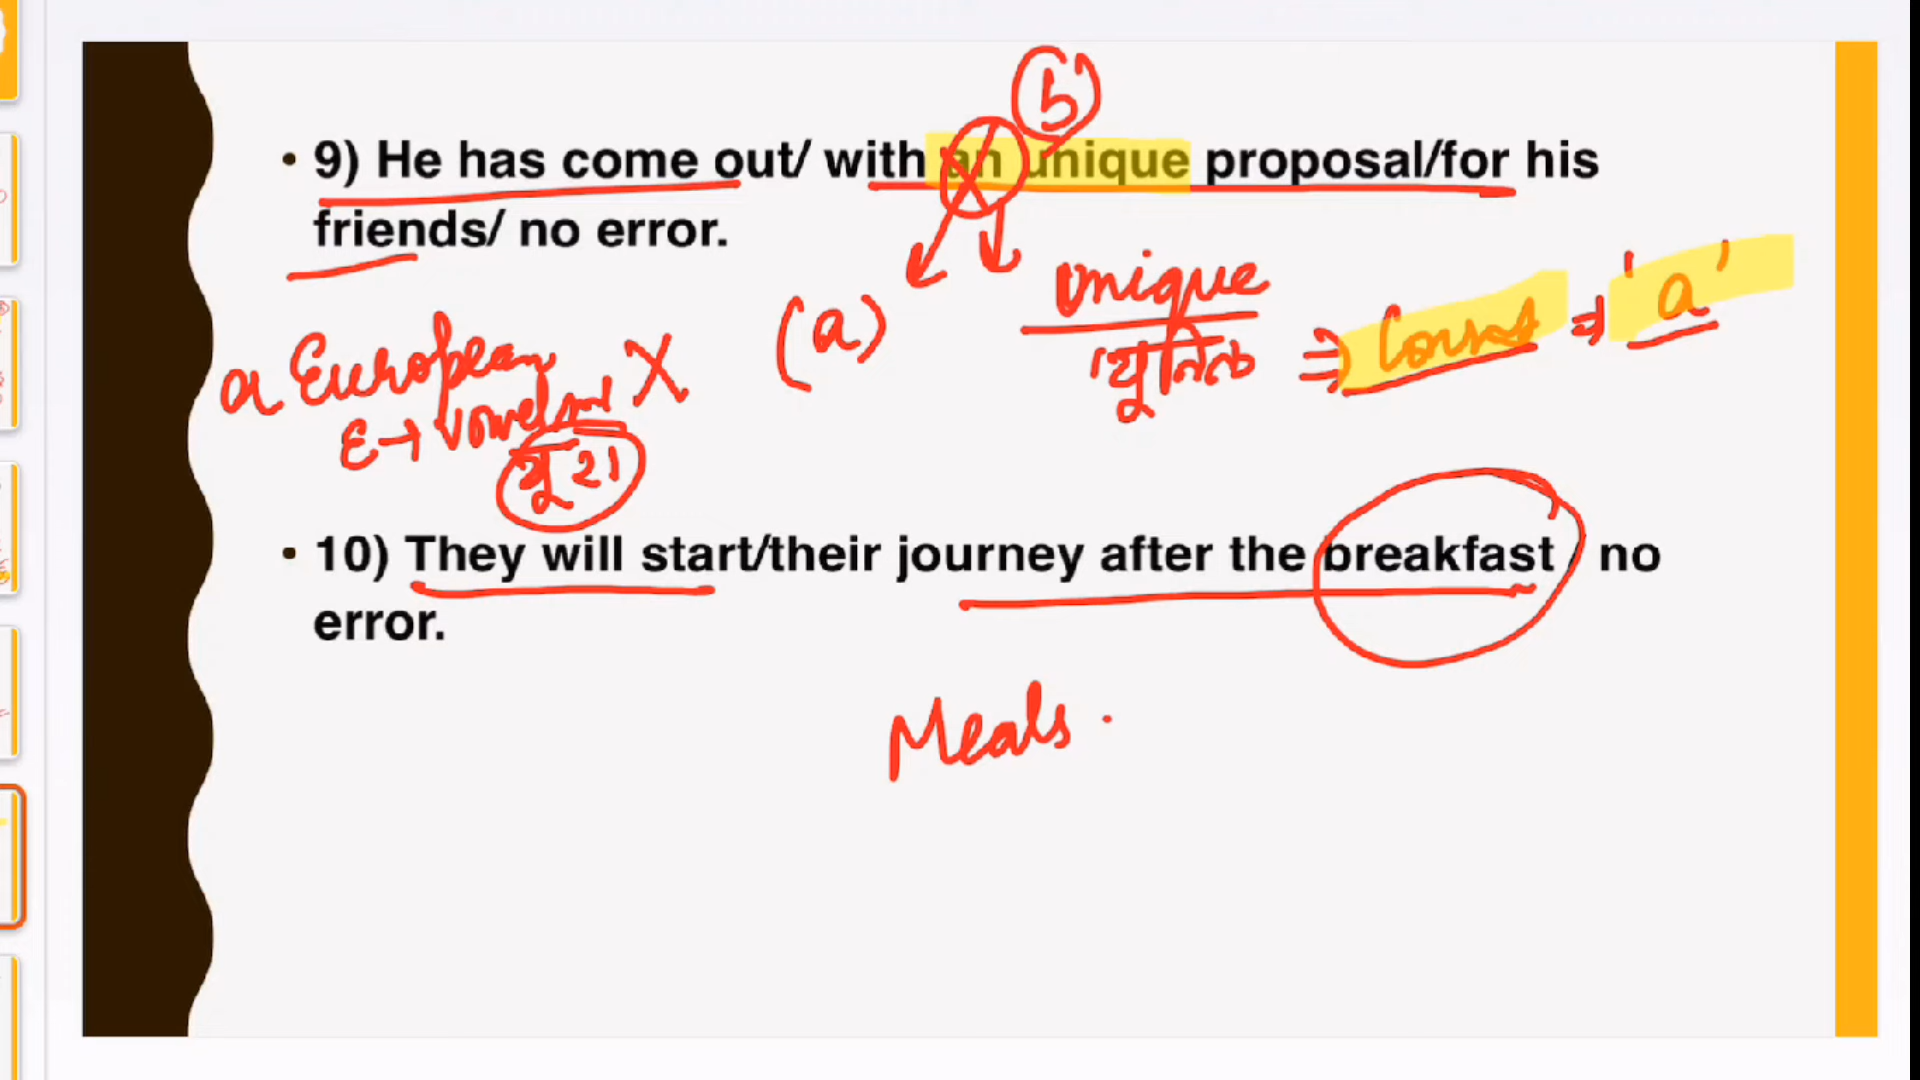 b
• 9) He has come out/ with an unique proposal/for his
friends/ no error.
(a)
unique
⇒
⇒ 'a'
a European X
E → Vowel
• 10) They will start/their journey after the breakfast/ no
error.
Meals